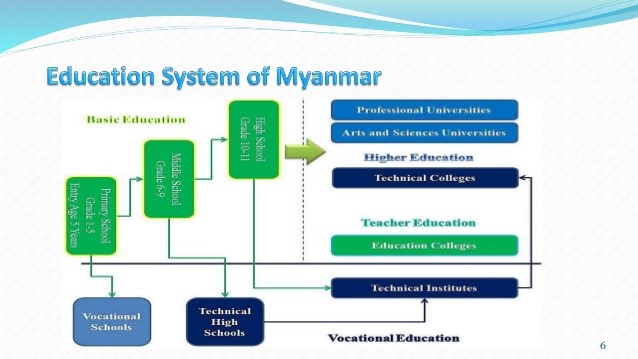 Education System of Myanmar
Basic Education
High School
Grade 10-11
Middle School
Grade 6-9
Primary School
Grade 1-5
Entry Age 5 Years
Professional Universities
Arts and Sciences Universities
Higher Education
Technical Colleges
Teacher Education
Education Colleges
Technical Institutes
Vocational
Schools
Technical
High
Schools
Vocational Education
6